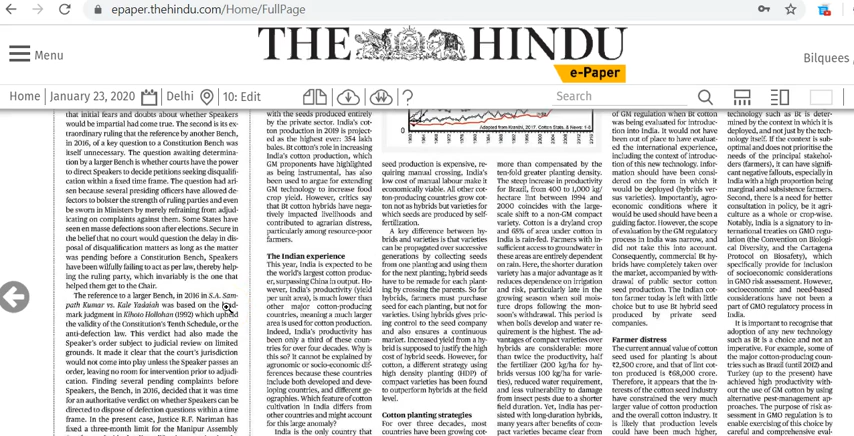 epaper.thehindu.com/Home/FullPage
Menu
THE HINDU
e-Paper
Bilquees
Home
January 23, 2020
Delhi
10: Edit
Search
that initial fears and doubts about whether Speakers
would be impartial had come true. The second is its ex-
traordinary ruling that the reference by another Bench,
in 2016, of a key question to a Constitution Bench was
itself unnecessary. The question awaiting determina-
tion by a larger Bench is whether courts have the power
to direct Speakers to decide petitions seeking disqualifi-
cation within a fixed time frame. The question had ari-
sen because several presiding officers have allowed de-
fectors to bolster the strength of ruling parties and even
be sworn in Ministers by merely refraining from adjudi-
cating on complaints against them. Some States have
seen en masse defections soon after elections. Secure in
the belief that no court would question the delay in dis-
posal of disqualification matters as long as the matter
was pending before a Constitution Bench, Speakers
have been wilfully failing to act as per law, thereby help-
ing the ruling party, which invariably is the one that
helped them get to the Chair.
The reference to a larger Bench, in 2016 in S.A. Sam-
path Kumar vs. Kale Yadaiah was based on the
mark judgment in Kihoto Hollohan (1992) which upheld
the validity of the Constitution's Tenth Schedule, or the
anti-defection law. This verdict had also made the
Speaker's order subject to judicial review on limited
grounds. It made it clear that the court's jurisdiction
would not come into play unless the Speaker passes an
order, leaving no room for intervention prior to adjudi-
cation. Finding several pending complaints before
Speakers, the Bench, in 2016, decided that it was time
for an authoritative verdict on whether Speakers can be
directed to dispose of defection questions within a time
frame. In the present case, Justice R.F. Nariman has
fixed a three-month limit for the Manipur Assembly
with the seeds produced entirely
by the private sector. India's cot-
ton production in 2019 is project-
ed as the highest ever: 354 lakh
bales. Bt cotton's role in increasing
India's cotton production, which
GM proponents have highlighted
as being instrumental, has also
been used to argue for extending
GM technology to increase food
crop yield. However, critics say
that Bt cotton hybrids have nega-
tively impacted livelihoods and
contributed to agrarian distress,
particularly among resource-poor
farmers.
The Indian experience
This year, India is expected to be
the world's largest cotton produc-
er, surpassing China in output. Ho-
wever, India's productivity (yield
per unit area), is much lower than
other major cotton-producing
countries, meaning a much larger
area is used for cotton production.
Indeed, India's productivity has
been only a third of these coun-
tries for over four decades. Why is
this so? It cannot be explained by
agronomic or socio-economic dif-
ferences because these countries
include both developed and deve-
loping countries, and different ge-
ographies. Which feature of cotton
cultivation in India differs from
other countries and might account
for this large anomaly?
India is the only country that
Adapted from Kranthi, 2017, Cotton Stats. & News: 1-8
seed production is expensive, re-
quiring manual crossing, India's
low cost of manual labour make it
economically viable. All other cot-
ton-producing countries grow cot-
ton not as hybrids but varieties for
which seeds are produced by self-
fertilization.
A key difference between hy-
brids and varieties is that varieties
can be propagated over successive
generations by collecting seeds
from one planting and using them
for the next planting; hybrid seeds
have to be remade for each plant-
ing by crossing the parents. So for
hybrids, farmers must purchase
seed for each planting, but not for
varieties. Using hybrids gives pric-
ing control to the seed company
and also ensures a continuous
market. Increased yield from a hy-
brid is supposed to justify the high
cost of hybrid seeds. However, for
cotton, a different strategy using
high density planting (HDP) of
compact varieties has been found
to outperform hybrids at the field
level.
Cotton planting strategies
For over three decades, most
countries have been growing cot-
more than compensated by the
ten-fold greater planting density.
The steep increase in productivity
for Brazil, from 400 to 1,000 kg/
hectare lint between 1994 and
2000 coincides with the large-
scale shift to a non-GM compact
variety. Cotton is a dryland crop
and 65% of area under cotton in
India is rain-fed. Farmers with in-
sufficient access to groundwater in
these areas are entirely dependent
on rain. Here, the shorter duration
variety has a major advantage as it
reduces dependence on irrigation
and risk, particularly late in the
growing season when soil mois-
ture drops following the mon-
soon's withdrawal. This period is
when bolls develop and water re-
quirement is the highest. The ad-
vantages of compact varieties over
hybrids are considerable: more
than twice the productivity, half
the fertilizer (200 kg/ha for hy-
brids versus 100 kg/ha for varie-
ties), reduced water requirement,
and less vulnerability to damage
from insect pests due to a shorter
field duration. Yet, India has per-
sisted with long-duration hybrids,
many years after benefits of com-
pact varieties became clear from
of GM regulation when Bt cotton
was being evaluated for introduc-
tion into India. It would not have
been out of place to have evaluat-
ed the international experience,
including the context of introduc-
tion of this new technology. Infor-
mation should have been consi-
dered on the form in which it
would be deployed (hybrids ver-
sus varieties). Importantly, agro-
economic conditions where it
would be used should have been a
guiding factor. However, the scope
of evaluation by the GM regulatory
process in India was narrow, and
did not take this into account.
Consequently, commercial Bt hy-
brids have completely taken over
the market, accompanied by with-
drawal of public sector cotton
seed production. The Indian cot-
ton farmer today is left with little
choice but to use Bt hybrid seed
produced by private seed
companies.
Farmer distress
The current annual value of cotton
seed used for planting is about
₹2,500 crore, and that of lint cot-
ton produced is ₹68,000 crore.
Therefore, it appears that the in-
terests of the cotton seed industry
have constrained the very much
larger value of cotton production
and the overall cotton industry. It
is likely that production levels
could have been much higher,
technology such as Bt is deter-
mined by the context in which it is
deployed, and not just by the tech-
nology itself. If the context is sub-
optimal and does not prioritise the
needs of the principal stakehol-
ders (farmers), it can have signifi-
cant negative fallouts, especially in
India with a high proportion being
marginal and subsistence farmers.
Second, there is a need for better
consultation in policy, be it agri-
culture as a whole or crop-wise.
Notably, India is a signatory to in-
ternational treaties on GMO regu-
lation (the Convention on Biologi-
cal Diversity, and the Cartagena
Protocol on Biosafety), which
specifically provide for inclusion
of socioeconomic considerations
in GMO risk assessment. However,
socioeconomic and need-based
considerations have not been a
part of GMO regulatory process in
India.
It is important to recognise that
adoption of any new technology
such as Bt is a choice and not an
imperative. For example, some of
the major cotton-producing coun-
tries such as Brazil (until 2012) and
Turkey (up to the present) have
achieved high productivity with-
out the use of GM cotton by using
alternative pest-management ap-
proaches. The purpose of risk as-
sessment in GMO regulation is to
enable exercising of this choice by
careful and comprehensive eval-